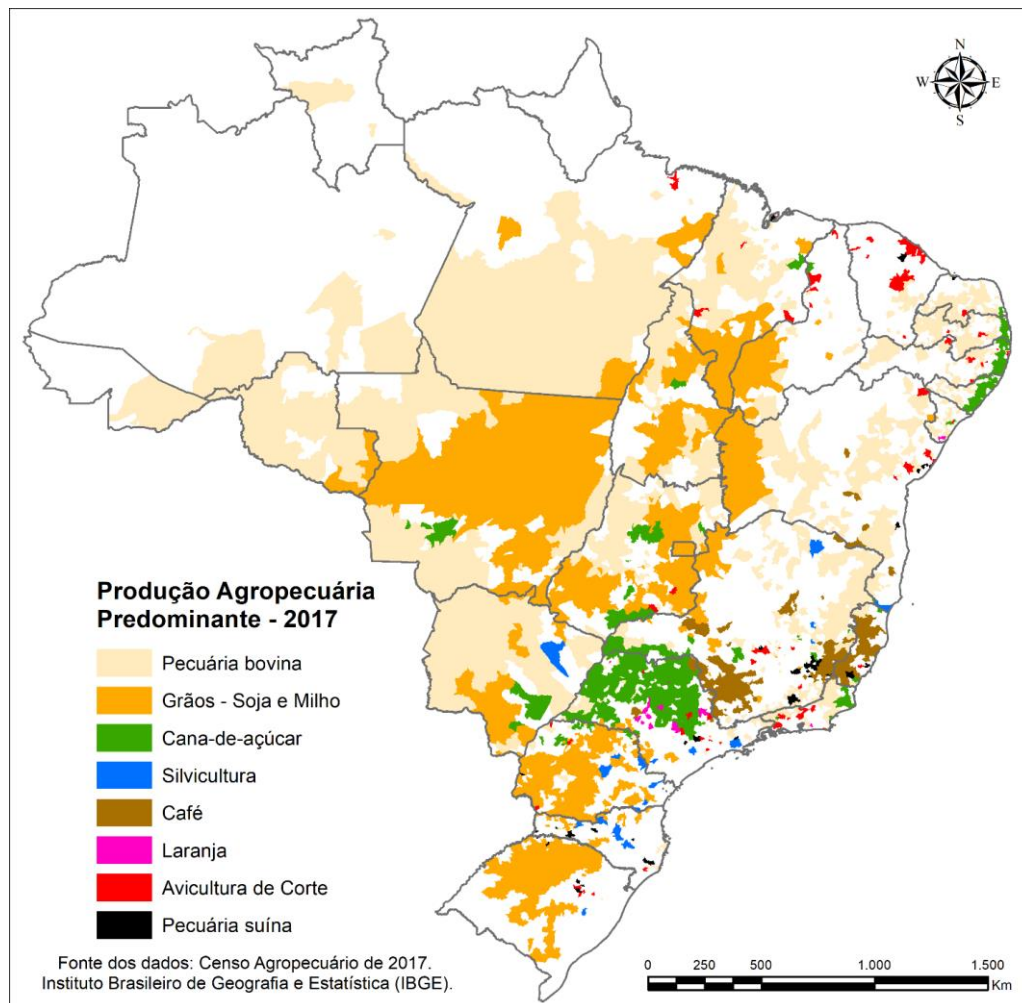 N
W E
S
Produção Agropecuária
Predominante - 2017
Pecuária bovina
Grãos - Soja e Milho
Cana-de-açúcar
Silvicultura
Café
Laranja
Avicultura de Corte
Pecuária suína
Fonte dos dados: Censo Agropecuário de 2017.
Instituto Brasileiro de Geografia e Estatística (IBGE).
0 250 500 1.000 1.500
Km